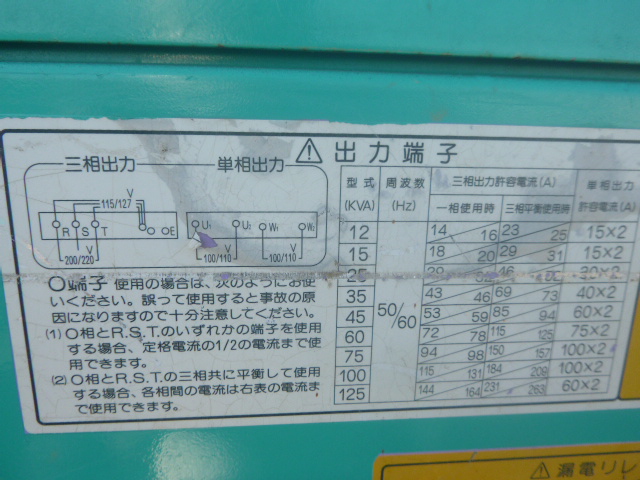 ⚠ 出力端子
三相出力 単相出力
V
115/127
R S T O E U₁ U₂ W₁ W₂
V V V
200/220 100/110 100/110
O端子 使用の場合は、次のようにお使
いください。誤って使用すると事故の原
因になりますので十分注意してください。
(1) O相とR.S.T.のいずれかの端子を使用
する場合、定格電流の1/2の電流まで使
用できます。
(2) O相とR.S.T.の三相共に平衡して使用
する場合、各相間の電流は右表の電流ま
で使用できます。
型式 周波数 三相出力許容電流(A) 単相出力
(KVA) (Hz) 一相使用時 三相平衡使用時 許容電流(A)
12 14 16 23 25 15×2
15 18 20 29 31 15×2
25 46
35 43 46 69 73 40×2
45 50/60 53 59 85 94 60×2
60 72 78 115 125 75×2
75 94 98 150 157 100×2
100 115 131 184 209 100×2
125 144 164 231 263 60×2
⚠ 漏電リレ